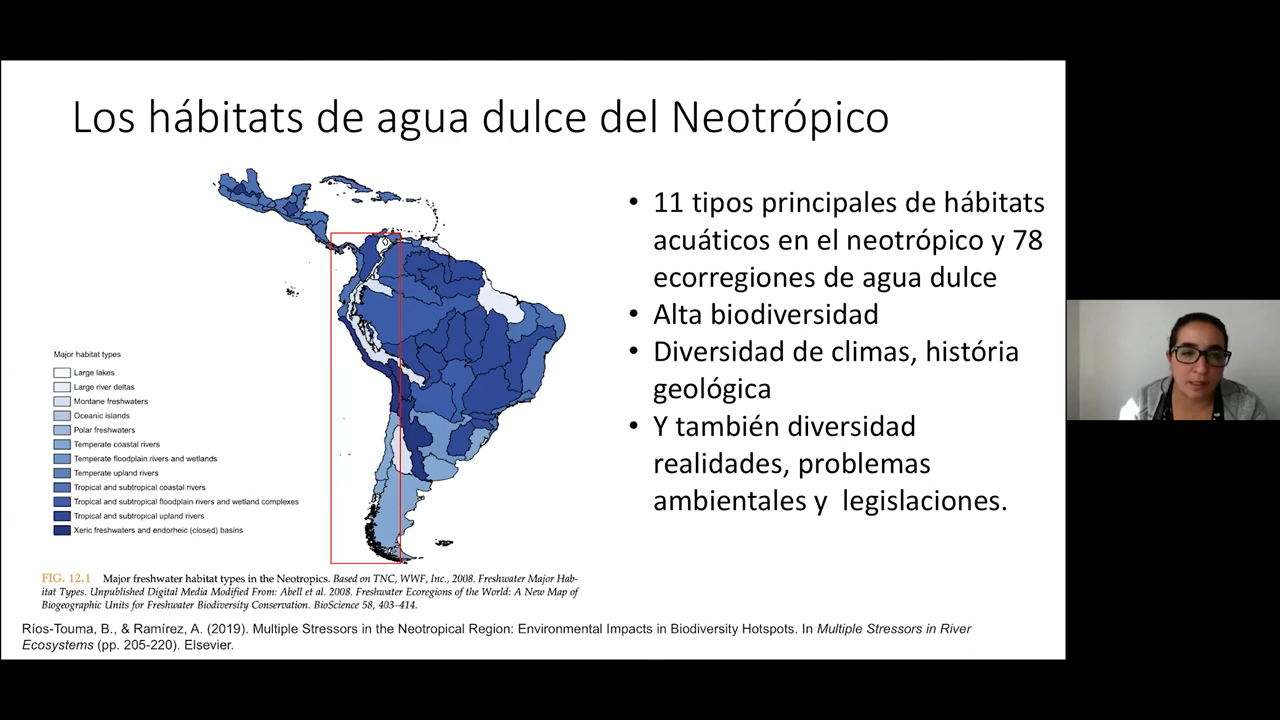 Los hábitats de agua dulce del Neotrópico
• 11 tipos principales de hábitats
acuáticos en el neotrópico y 78
ecorregiones de agua dulce
• Alta biodiversidad
• Diversidad de climas, história
geológica
• Y también diversidad
realidades, problemas
ambientales y legislaciones.
Major habitat types
Large lakes
Large river deltas
Montane freshwaters
Oceanic islands
Polar freshwaters
Temperate coastal rivers
Temperate floodplain rivers and wetlands
Temperate upland rivers
Tropical and subtropical coastal rivers
Tropical and subtropical floodplain rivers and wetland complexes
Tropical and subtropical upland rivers
Xeric freshwaters and endorheic (closed) basins
FIG. 12.1 Major freshwater habitat types in the Neotropics. Based on TNC, WWF, Inc., 2008. Freshwater Major Hab-
itat Types. Unpublished Digital Media Modified From: Abell et al. 2008. Freshwater Ecoregions of the World: A New Map of
Biogeographic Units for Freshwater Biodiversity Conservation. BioScience 58, 403–414.
Ríos-Touma, B., & Ramírez, A. (2019). Multiple Stressors in the Neotropical Region: Environmental Impacts in Biodiversity Hotspots. In Multiple Stressors in River
Ecosystems (pp. 205-220). Elsevier.